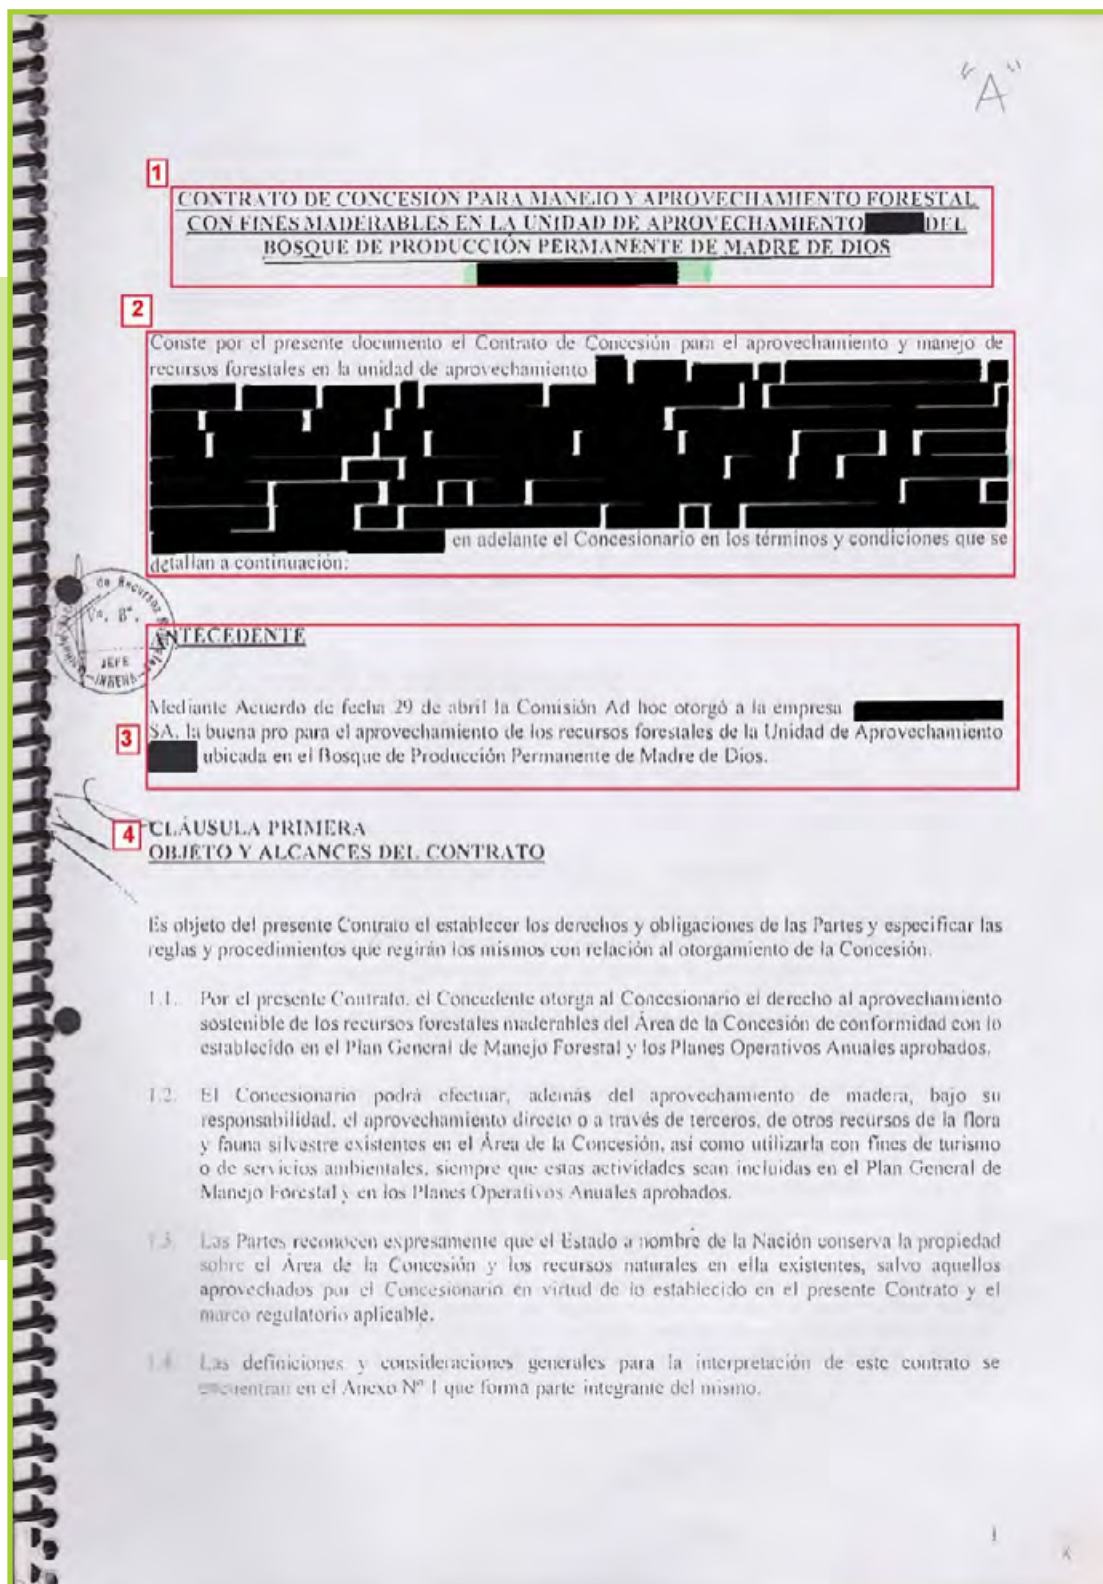 "A"
1
CONTRATO DE CONCESIÓN PARA MANEJO Y APROVECHAMIENTO FORESTAL
CON FINES MADERABLES EN LA UNIDAD DE APROVECHAMIENTO DEL
BOSQUE DE PRODUCCIÓN PERMANENTE DE MADRE DE DIOS
2
Conste por el presente documento el Contrato de Concesión para el aprovechamiento y manejo de
recursos forestales en la unidad de aprovechamiento
en adelante el Concesionario en los términos y condiciones que se
detallan a continuación:
de Recursos
Vº. Bº.
JEFE
INRENA
ANTECEDENTE
Mediante Acuerdo de fecha 29 de abril la Comisión Ad hoc otorgó a la empresa
3
SA, la buena pro para el aprovechamiento de los recursos forestales de la Unidad de Aprovechamiento
ubicada en el Bosque de Producción Permanente de Madre de Dios.
4
CLÁUSULA PRIMERA
OBJETO Y ALCANCES DEL CONTRATO
Es objeto del presente Contrato el establecer los derechos y obligaciones de las Partes y especificar las
reglas y procedimientos que regirán los mismos con relación al otorgamiento de la Concesión.
1.1. Por el presente Contrato, el Concedente otorga al Concesionario el derecho al aprovechamiento
sostenible de los recursos forestales maderables del Área de la Concesión de conformidad con lo
establecido en el Plan General de Manejo Forestal y los Planes Operativos Anuales aprobados.
1.2. El Concesionario podrá efectuar, además del aprovechamiento de madera, bajo su
responsabilidad, el aprovechamiento directo o a través de terceros, de otros recursos de la flora
y fauna silvestre existentes en el Área de la Concesión, así como utilizarla con fines de turismo
o de servicios ambientales, siempre que estas actividades sean incluidas en el Plan General de
Manejo Forestal y en los Planes Operativos Anuales aprobados.
1.3. Las Partes reconocen expresamente que el Estado a nombre de la Nación conserva la propiedad
sobre el Área de la Concesión y los recursos naturales en ella existentes, salvo aquellos
aprovechados por el Concesionario en virtud de lo establecido en el presente Contrato y el
marco regulatorio aplicable.
1.4. Las definiciones y consideraciones generales para la interpretación de este contrato se
encuentran en el Anexo Nº 1 que forma parte integrante del mismo.
1